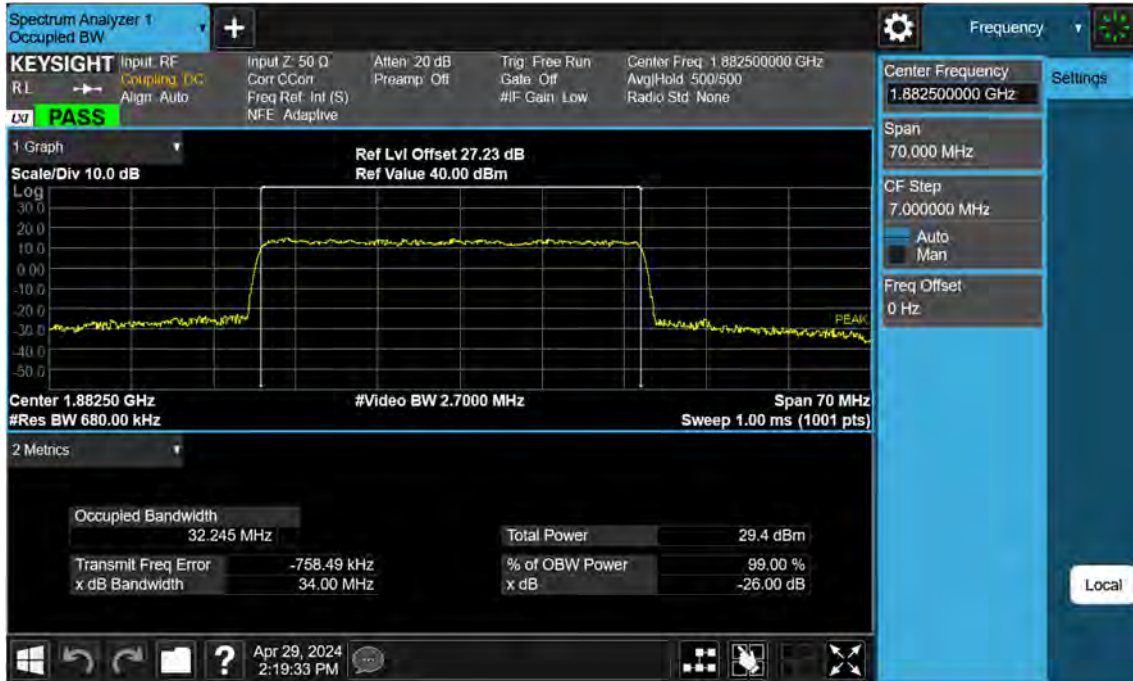 Spectrum Analyzer 1
Occupied BW
+
Frequency
KEYSIGHT
RL
LXI
PASS
Input: RF
Coupling: DC
Align: Auto
Input Z: 50 Ω
Corr CCorr
Freq Ref: Int (S)
NFE: Adaptive
Atten: 20 dB
Preamp: Off
Trig: Free Run
Gate: Off
#IF Gain: Low
Center Freq: 1.882500000 GHz
Avg|Hold: 500/500
Radio Std: None
Center Frequency
1.882500000 GHz
Settings
Span
70.000 MHz
CF Step
7.000000 MHz
Auto
Man
Freq Offset
0 Hz
Local
1 Graph
Scale/Div 10.0 dB
Ref Lvl Offset 27.23 dB
Ref Value 40.00 dBm
Log
30.0
20.0
10.0
0.00
-10.0
-20.0
-30.0
-40.0
-50.0
PEAK
Center 1.88250 GHz
#Video BW 2.7000 MHz
Span 70 MHz
#Res BW 680.00 kHz
Sweep 1.00 ms (1001 pts)
2 Metrics
Occupied Bandwidth
32.245 MHz
Total Power 29.4 dBm
Transmit Freq Error -758.49 kHz
% of OBW Power 99.00 %
x dB Bandwidth 34.00 MHz
x dB -26.00 dB
?
Apr 29, 2024
2:19:33 PM